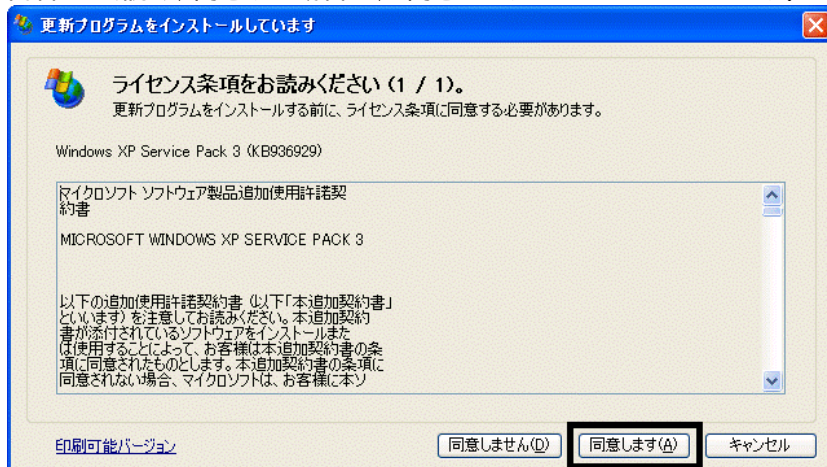 更新プログラムをインストールしています
ライセンス条項をお読みください (1 / 1)。
更新プログラムをインストールする前に、ライセンス条項に同意する必要があります。
Windows XP Service Pack 3 (KB936929)
マイクロソフト ソフトウェア製品追加使用許諾契
約書
MICROSOFT WINDOWS XP SERVICE PACK 3
以下の追加使用許諾契約書 (以下「本追加契約書」
といいます) を注意してお読みください。本追加契約
書が添付されているソフトウェアをインストールまた
は使用することによって、お客様は本追加契約書の条
項に同意されたものとします。本追加契約書の条項に
同意されない場合、マイクロソフトは、お客様に本ソ
印刷可能バージョン
同意しません(D)
同意します(A)
キャンセル